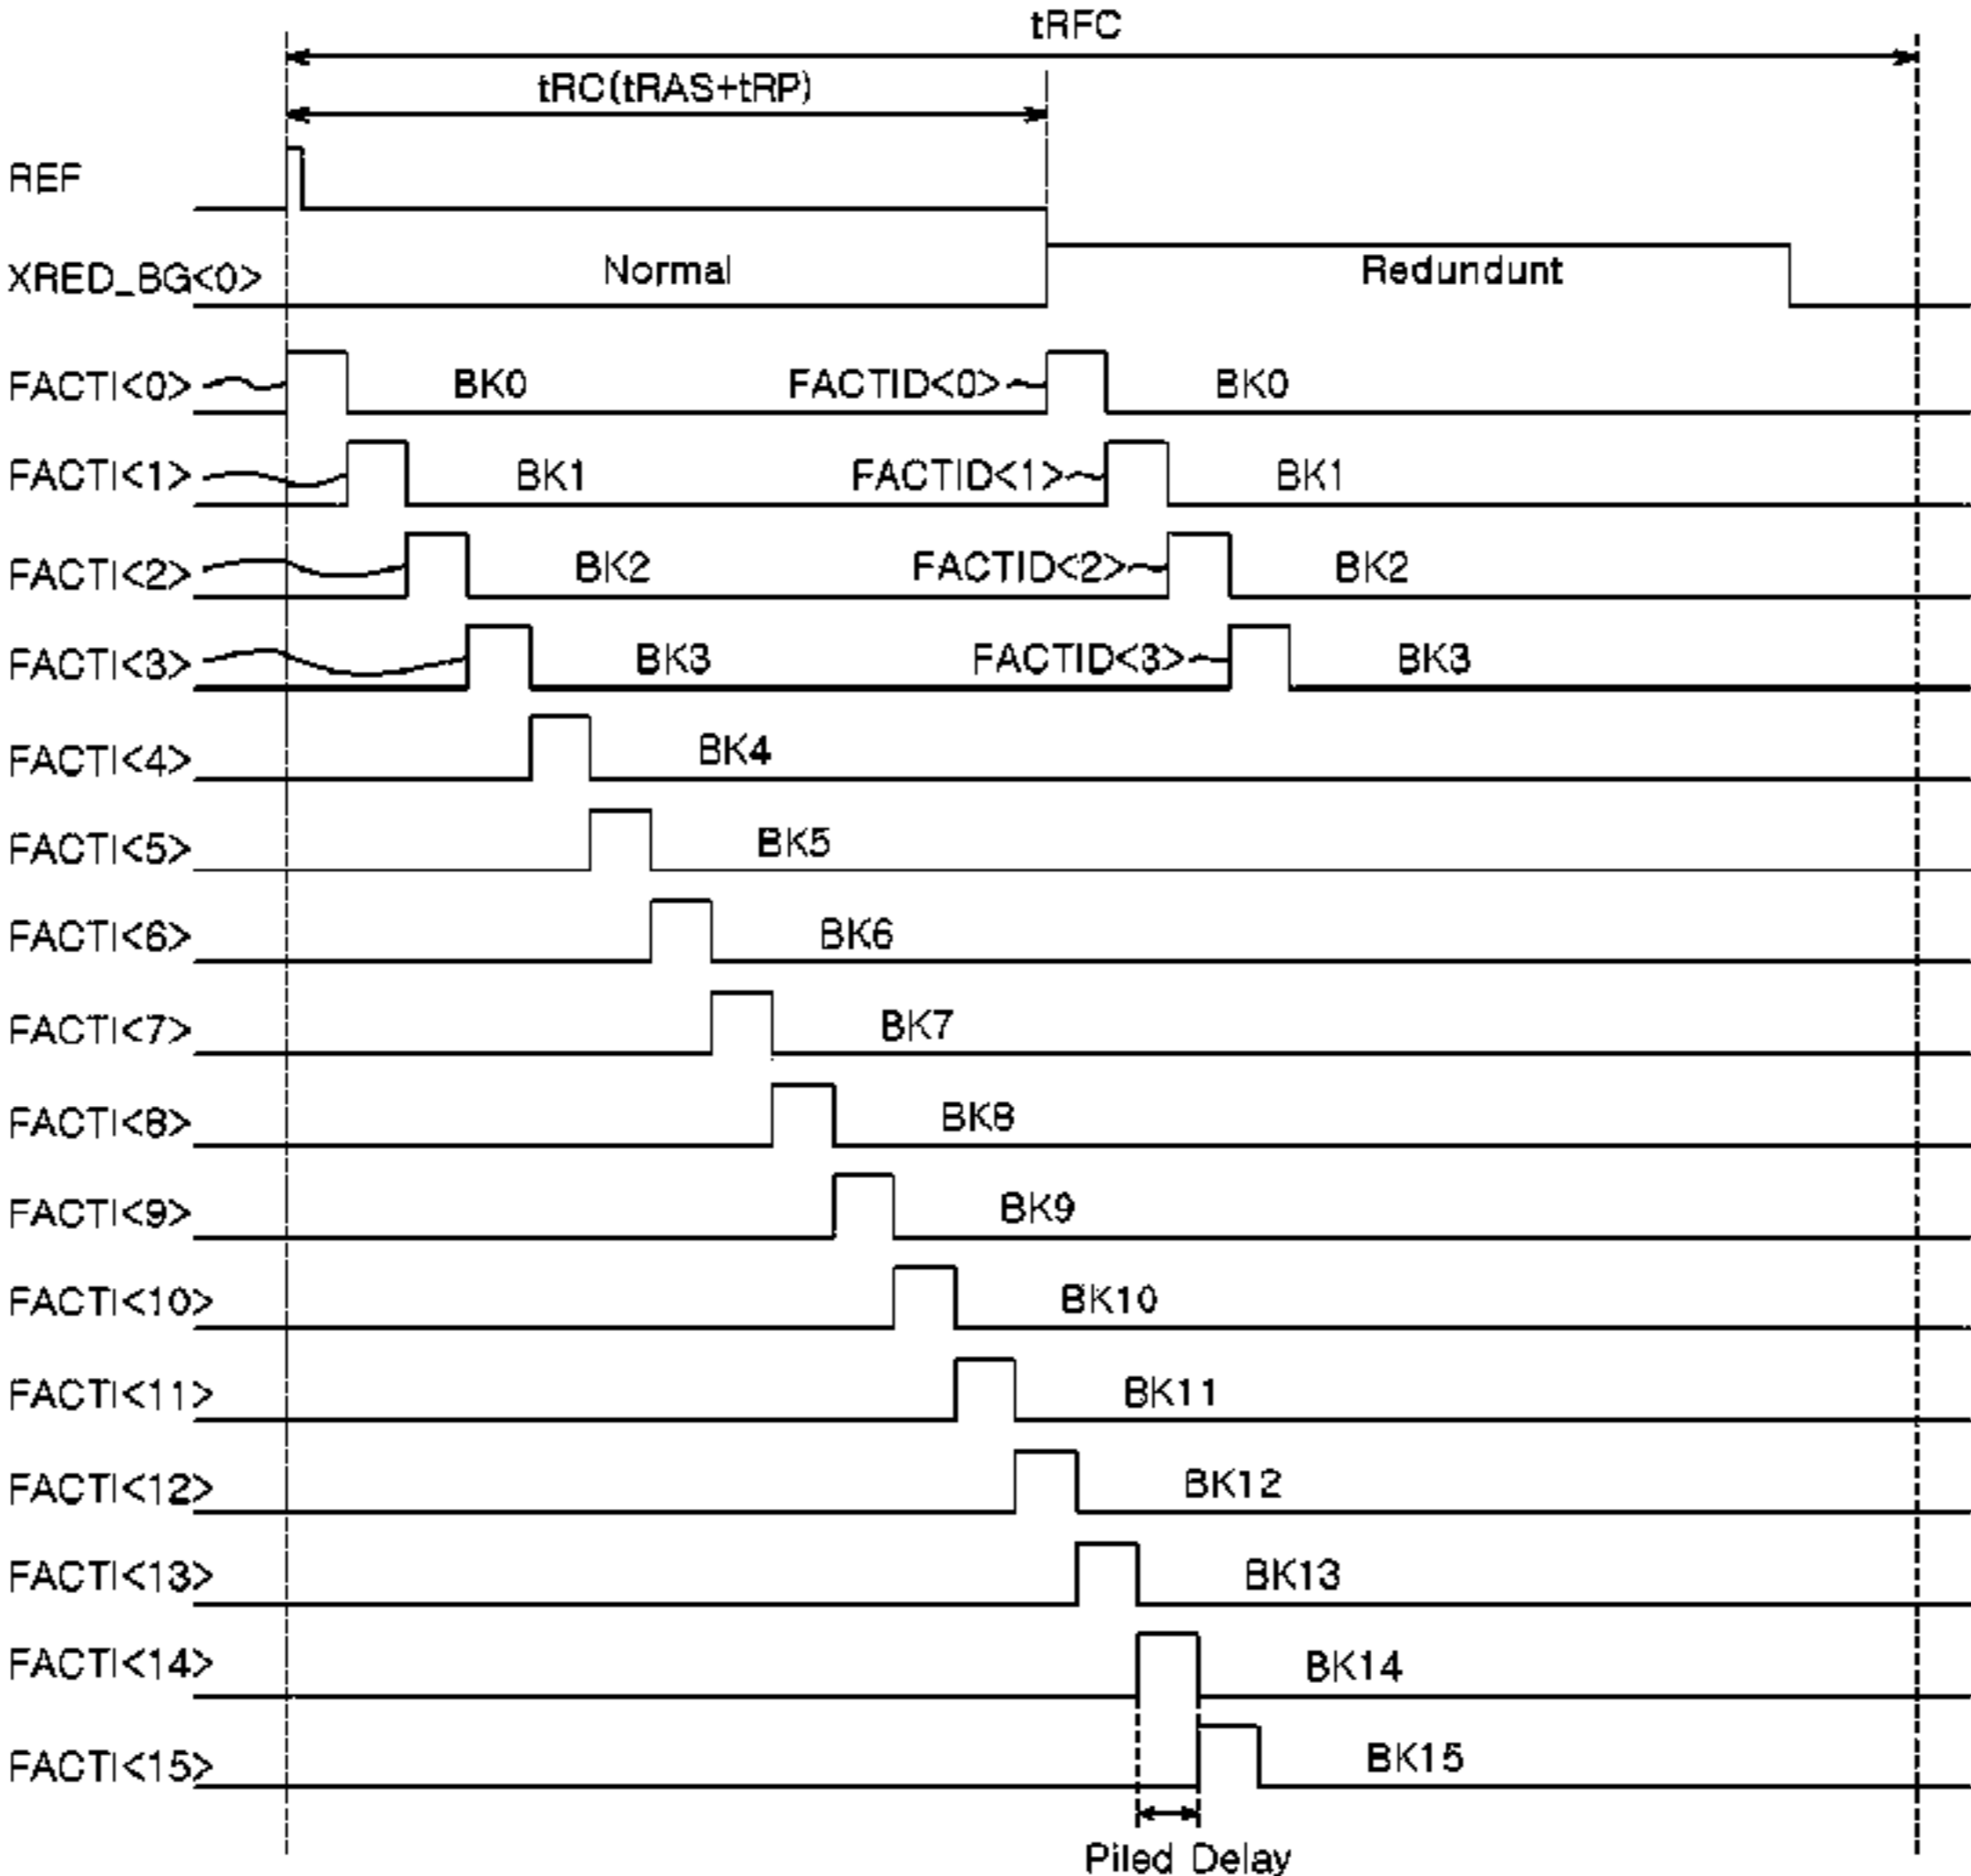 tRFC
tRC(tRAS+tRP)
REF
XRED_BG<0> Normal Redundunt
FACTI<0> BK0 FACTID<0> BK0
FACTI<1> BK1 FACTID<1> BK1
FACTI<2> BK2 FACTID<2> BK2
FACTI<3> BK3 FACTID<3> BK3
FACTI<4> BK4
FACTI<5> BK5
FACTI<6> BK6
FACTI<7> BK7
FACTI<8> BK8
FACTI<9> BK9
FACTI<10> BK10
FACTI<11> BK11
FACTI<12> BK12
FACTI<13> BK13
FACTI<14> BK14
FACTI<15> BK15
Piled Delay